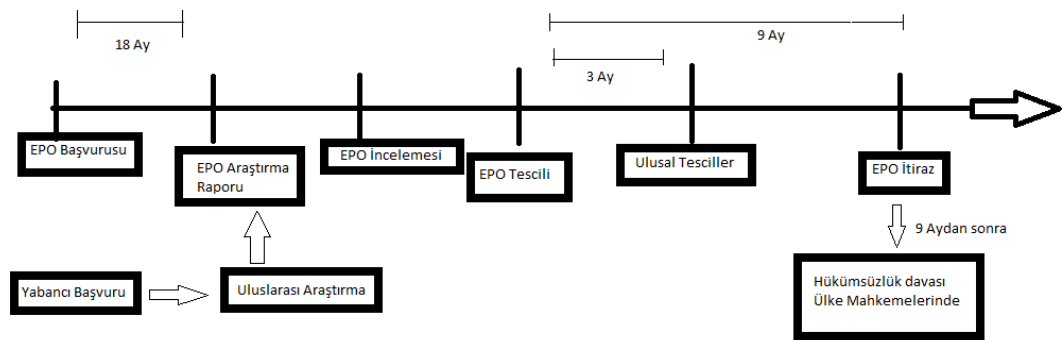 18 Ay
9 Ay
3 Ay
EPO Başvurusu
EPO Araştırma
Raporu
EPO İncelemesi
EPO Tescili
Ulusal Tesciller
EPO İtiraz
9 Aydan sonra
Yabancı Başvuru
Uluslarası Araştırma
Hükümsüzlük davası
Ülke Mahkemelerinde